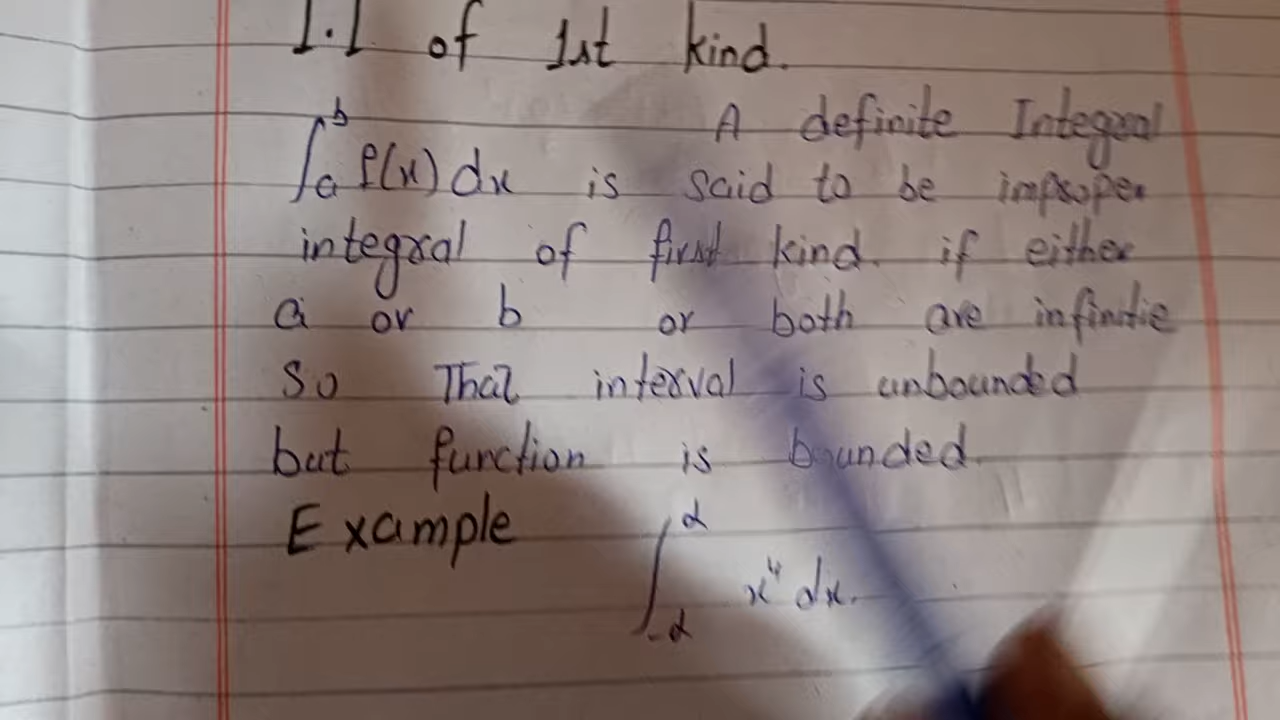 I.I of 1st kind.
A definite Integral
∫_a^b f(x) dx is said to be improper
integral of first kind. if either
a or b or both are infinitie
So That interval is unbounded
but function is bounded.
Example ∫_{-α}^{α} x⁴ dx.